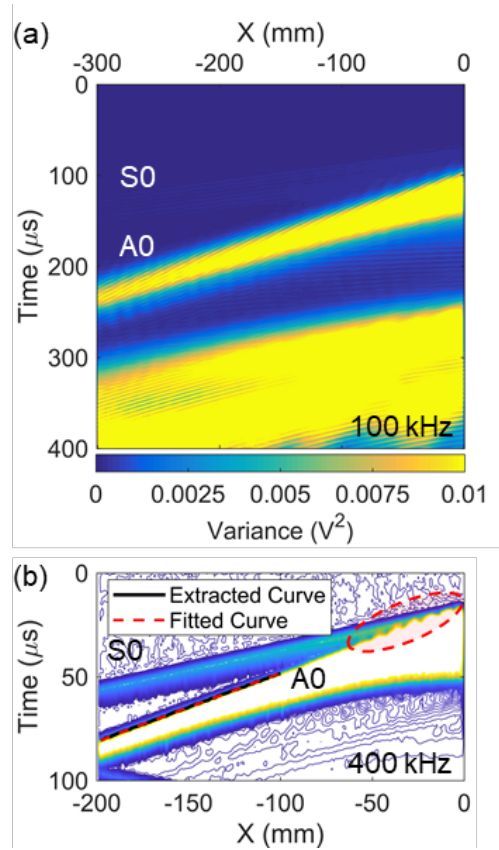 (a)
X (mm)
-300 -200 -100 0
0
100
200
300
400
Time (μs)
S0
A0
100 kHz
0 0.0025 0.005 0.0075 0.01
Variance (V²)
(b)
0
50
100
Time (μs)
Extracted Curve
Fitted Curve
S0
A0
400 kHz
-200 -150 -100 -50 0
X (mm)